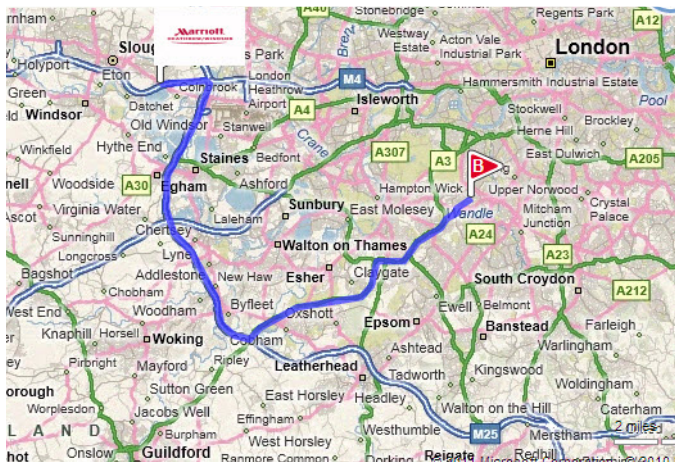 Stonebridge
Regents Park
A12
A40
Westway Estate
Acton Vale Industrial Park
Marriott
Slough
Park
London
Holyport
Eton
Colnbrook
London Heathrow Airport
M4
Hammersmith Industrial Estate
Pool
Green
Windsor
Datchet
A4
Isleworth
Stockwell
Old Windsor
Stanwell
Crane
Brockley
Herne Hill
Hythe End
A307
A3
B
East Dulwich
A205
Winkfield
Staines
Bedfont
Woodside
A30
Egham
Ashford
Hampton Wick
Upper Norwood
Ascot
Virginia Water
Laleham
Sunbury
East Molesey
Wandle
Mitcham Junction
Crystal Palace
Sunninghill
Chertsey
A24
Longcross
Lyne
Walton on Thames
A23
Bagshot
Addlestone
New Haw
Esher
Claygate
South Croydon
Chobham
Byfleet
Ewell
Belmont
A212
West End
Woodham
Oxshott
Epsom
Banstead
Farleigh
Knaphill
Horsell
Woking
Cobham
Ashtead
Warlingham
Pirbright
Mayford
Ripley
Leatherhead
Kingswood
Woldingham
Sutton Green
Tadworth
East Horsley
Headley
Worplesdon
Jacobs Well
Effingham
Walton on the Hill
Caterham
2 miles
Burpham
West Horsley
Westhumble
M25
Merstham
Onslow
Guildford
Ranmore Common
Dorking
Reigate
Redhill